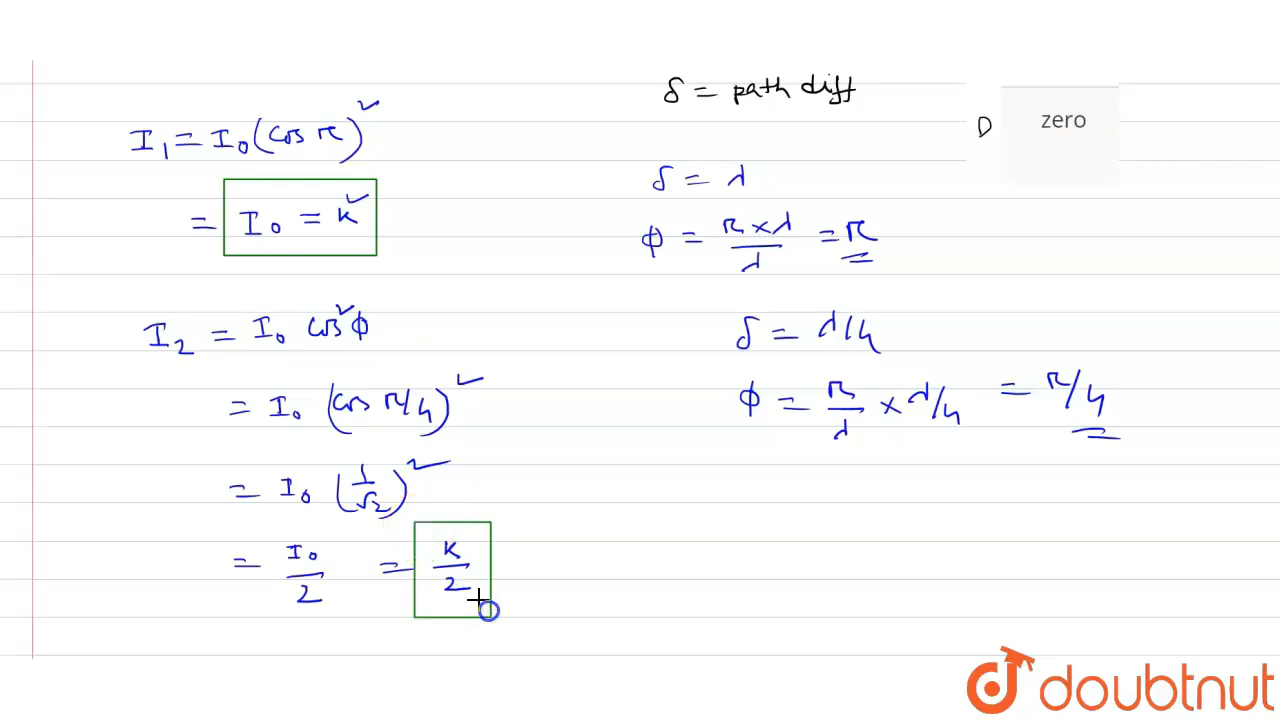 δ = path diff
D zero
I₁ = I₀ (cos π)²
= I₀ = K
δ = λ
ϕ = π × λ / λ = π
I₂ = I₀ cos² ϕ
= I₀ (cos π/4)²
= I₀ (1/√2)²
= I₀/2 = K/2
δ = λ/4
ϕ = π/λ × λ/4 = π/4
doubtnut